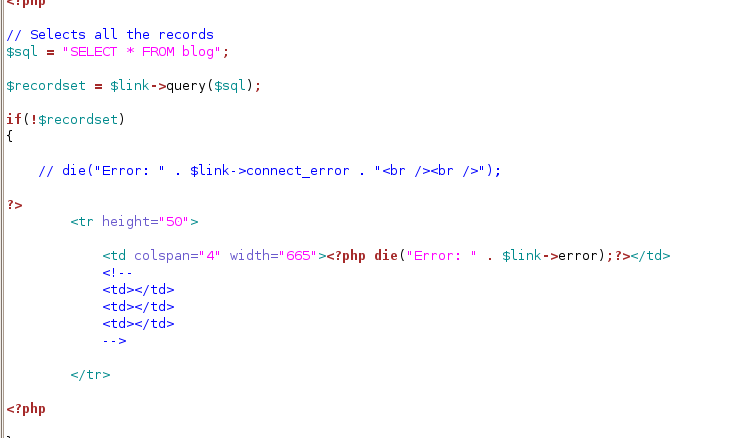 <?php
// Selects all the records
$sql = "SELECT * FROM blog";
$recordset = $link->query($sql);
if(!$recordset)
{
// die("Error: " . $link->connect_error . "<br /><br />");
?>
<tr height="50">
<td colspan="4" width="665"><?php die("Error: " . $link->error);?></td>
<!--
<td></td>
<td></td>
<td></td>
-->
</tr>
<?php